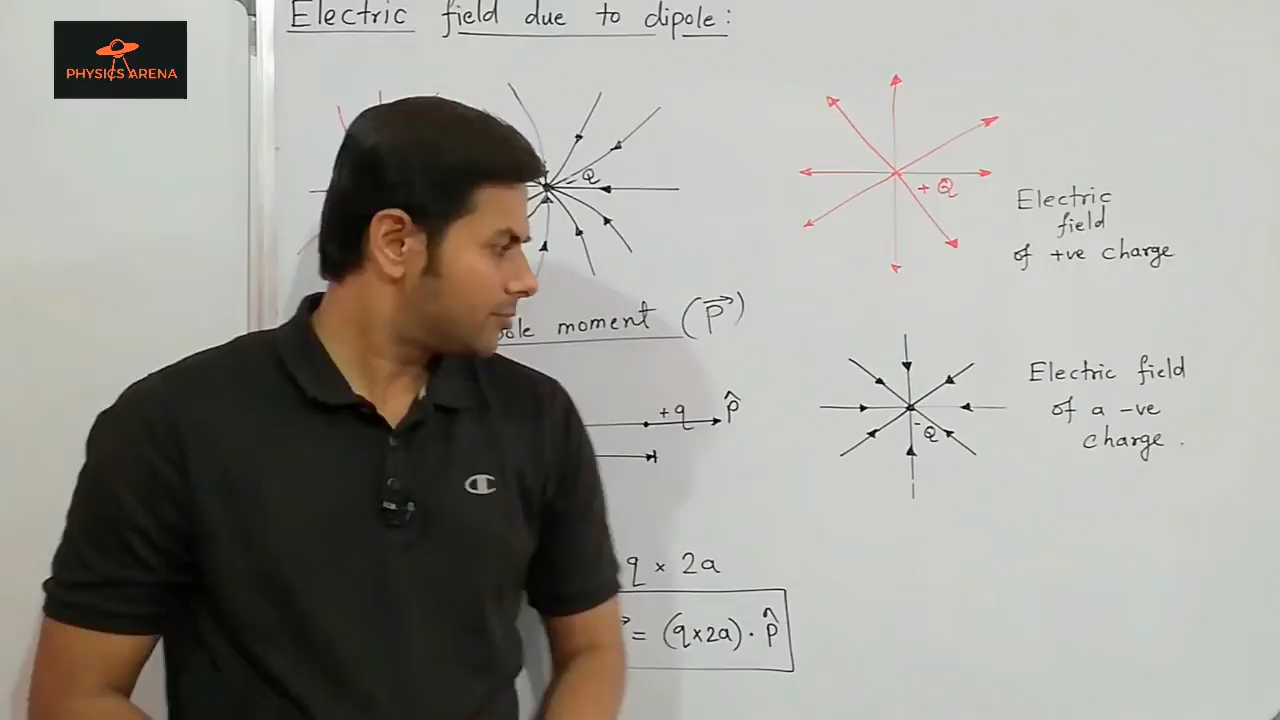 PHYSICS ARENA
Electric field due to dipole:
- Q
+ Q
Electric
field
of +ve charge
moment (P⃗)
+q P̂
- Q
Electric field
of a -ve
charge.
q × 2a
= (q×2a) · P̂